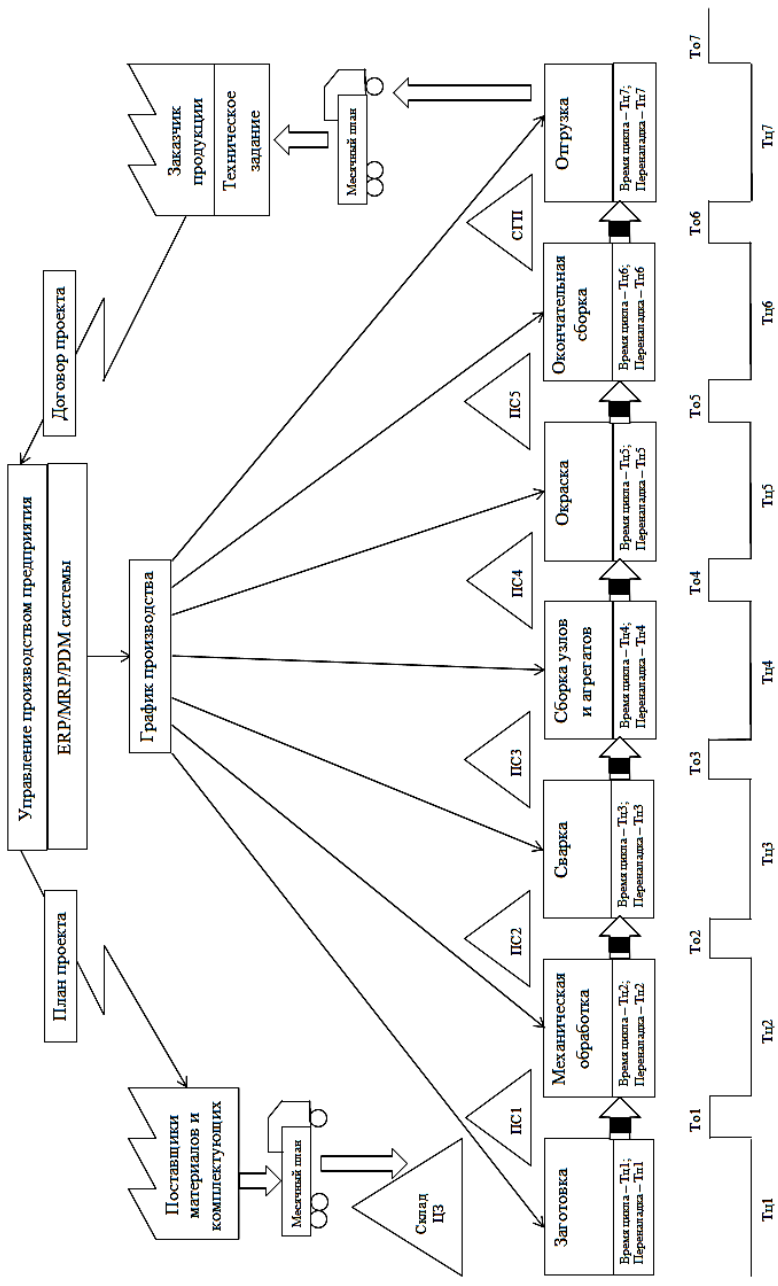 Управление производством предприятия
ERP/MRP/PDM системы
План проекта
Договор проекта
Поставщики
материалов и
комплектующих
Заказчик
продукции
Техническое
задание
График производства
Месячный план
Месячный план
Склад
ЦЗ
ПС1
ПС2
ПС3
ПС4
ПС5
СГП
Заготовка
Время цикла – Тц1;
Переналадка – Тп1
Механическая
обработка
Время цикла – Тц2;
Переналадка – Тп2
Сварка
Время цикла – Тц3;
Переналадка – Тп3
Сборка узлов
и агрегатов
Время цикла – Тц4;
Переналадка – Тп4
Окраска
Время цикла – Тц5;
Переналадка – Тп5
Окончательная
сборка
Время цикла – Тц6;
Переналадка – Тп6
Отгрузка
Время цикла – Тц7;
Переналадка – Тп7
То1
То2
То3
То4
То5
То6
То7
Тц1
Тц2
Тц3
Тц4
Тц5
Тц6
Тц7